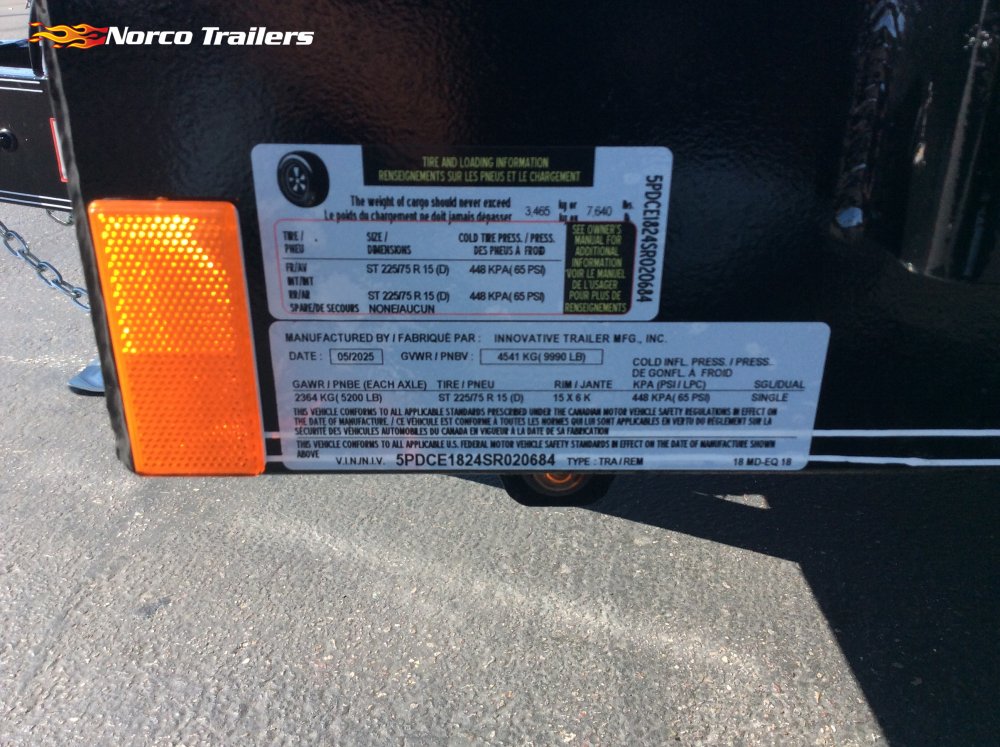 Norco Trailers
TIRE AND LOADING INFORMATION
RENSEIGNEMENTS SUR LES PNEUS ET LE CHARGEMENT
The weight of cargo should never exceed 3,465 kg or 7,640 lbs.
Le poids du chargement ne doit jamais dépasser kg ou
TIRE / SIZE / COLD TIRE PRESS. / PRESS.
PNEU DIMENSIONS DES PNEUS À FROID
FR/AV ST 225/75 R 15 (D) 448 KPA( 65 PSI)
INT/INT
RR/AR ST 225/75 R 15 (D) 448 KPA( 65 PSI)
SPARE/DE SECOURS NONE/AUCUN
SEE OWNER'S
MANUAL FOR
ADDITIONAL
INFORMATION
VOIR LE MANUEL
DE L'USAGER
POUR PLUS DE
RENSEIGNEMENTS
5PDCE1824SR020684
MANUFACTURED BY / FABRIQUÉ PAR : INNOVATIVE TRAILER MFG., INC.
DATE : 05/2025 GVWR / PNBV : 4541 KG( 9990 LB)
COLD INFL. PRESS. / PRESS.
DE GONFL. À FROID
GAWR / PNBE (EACH AXLE) TIRE / PNEU RIM / JANTE KPA (PSI / LPC) SGL/DUAL
2364 KG( 5200 LB) ST 225/75 R 15 (D) 15 X 6 K 448 KPA( 65 PSI) SINGLE
THIS VEHICLE CONFORMS TO ALL APPLICABLE STANDARDS PRESCRIBED UNDER THE CANADIAN MOTOR VEHICLE SAFETY REGULATIONS IN EFFECT ON
THE DATE OF MANUFACTURE. / CE VEHICULE EST CONFORME A TOUTES LES NORMES QUI LUI SONT APPLICABLES EN VERTU DU REGLEMENT SUR LA
SÉCURITÉ DES VÉHICULES AUTOMOBILES DU CANADA EN VIGUEUR À LA DATE DE SA FABRICATION
THIS VEHICLE CONFORMS TO ALL APPLICABLE U.S. FEDERAL MOTOR VEHICLE SAFETY STANDARDS IN EFFECT ON THE DATE OF MANUFACTURE SHOWN
ABOVE
V.I.N./N.I.V. 5PDCE1824SR020684 TYPE : TRA / REM 18 MD-EQ 18